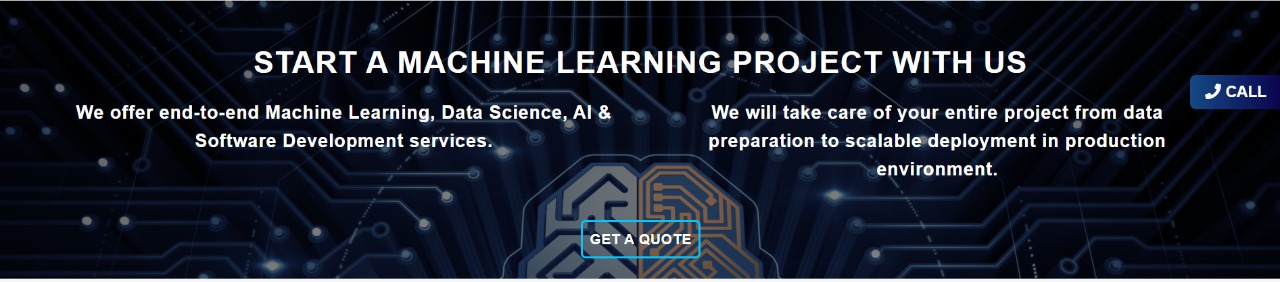 START A MACHINE LEARNING PROJECT WITH US
CALL
We offer end-to-end Machine Learning, Data Science, AI &
Software Development services.
We will take care of your entire project from data
preparation to scalable deployment in production
environment.
GET A QUOTE